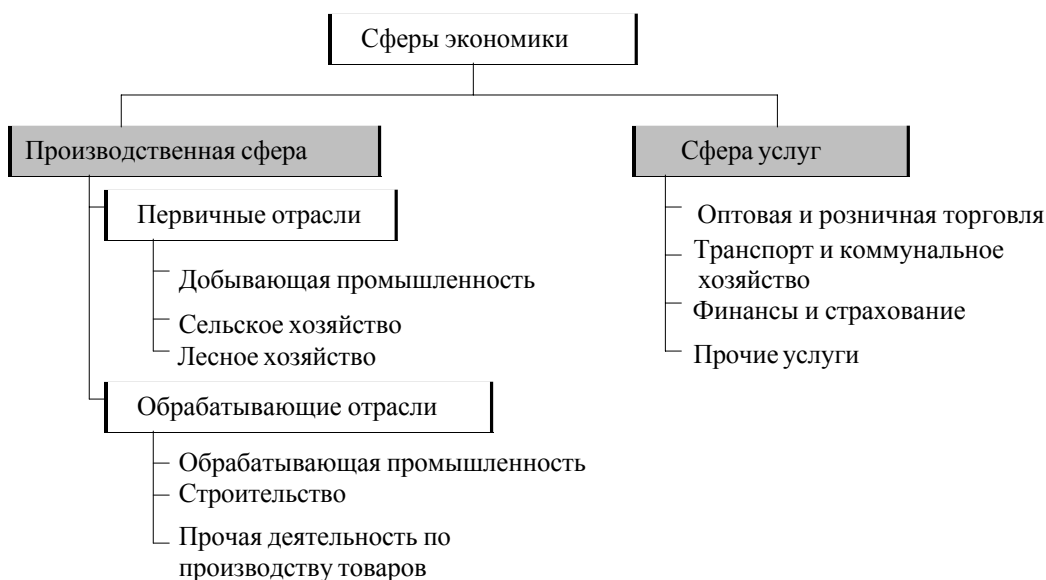 Сферы экономики
Производственная сфера
Первичные отрасли
Добывающая промышленность
Сельское хозяйство
Лесное хозяйство
Обрабатывающие отрасли
Обрабатывающая промышленность
Строительство
Прочая деятельность по
производству товаров
Сфера услуг
Оптовая и розничная торговля
Транспорт и коммунальное
хозяйство
Финансы и страхование
Прочие услуги